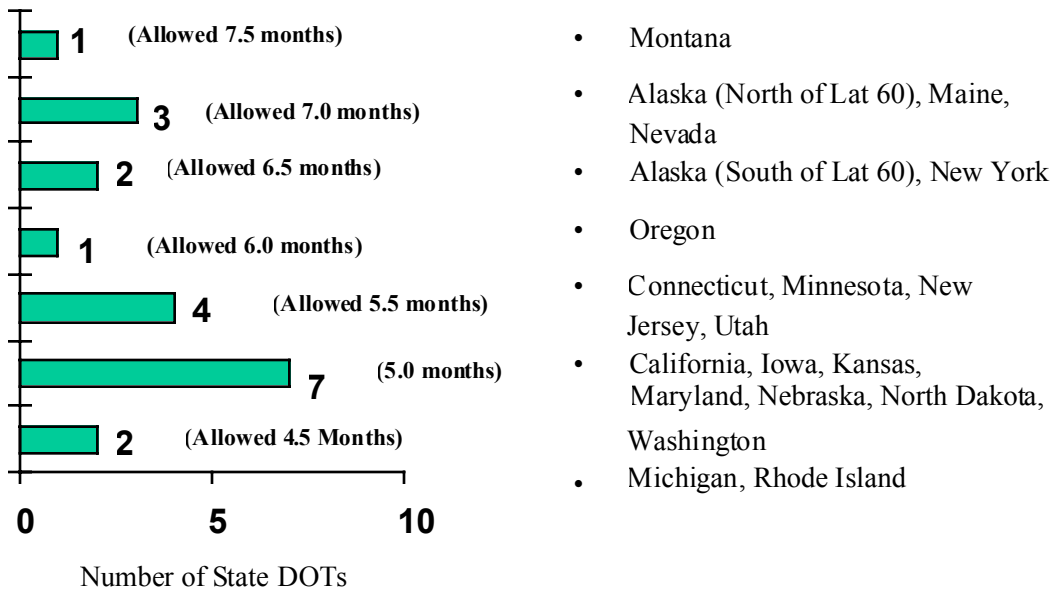 1 (Allowed 7.5 months)
3 (Allowed 7.0 months)
2 (Allowed 6.5 months)
1 (Allowed 6.0 months)
4 (Allowed 5.5 months)
7 (5.0 months)
2 (Allowed 4.5 Months)
0 5 10
Number of State DOTs
• Montana
• Alaska (North of Lat 60), Maine,
Nevada
• Alaska (South of Lat 60), New York
• Oregon
• Connecticut, Minnesota, New
Jersey, Utah
• California, Iowa, Kansas,
Maryland, Nebraska, North Dakota,
Washington
• Michigan, Rhode Island